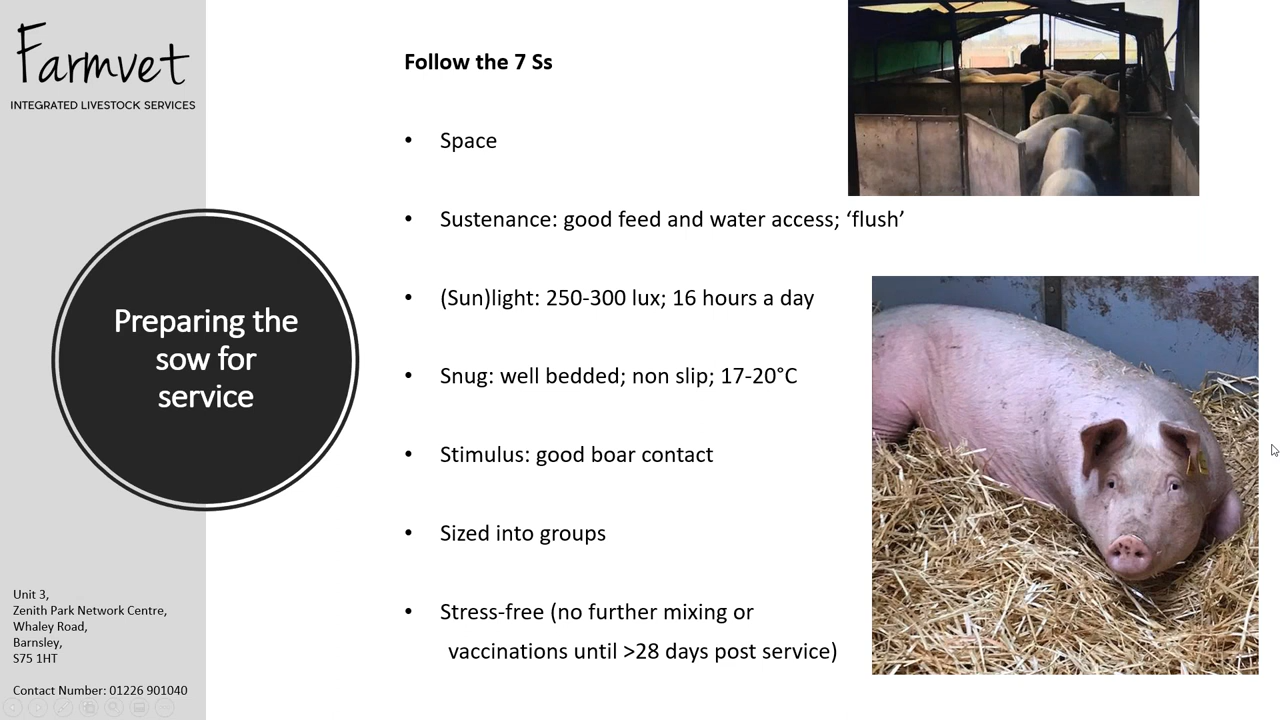 Farmvet
INTEGRATED LIVESTOCK SERVICES
Preparing the
sow for
service
Unit 3,
Zenith Park Network Centre,
Whaley Road,
Barnsley,
S75 1HT
Contact Number: 01226 901040
Follow the 7 Ss
• Space
• Sustenance: good feed and water access; ‘flush’
• (Sun)light: 250-300 lux; 16 hours a day
• Snug: well bedded; non slip; 17-20°C
• Stimulus: good boar contact
• Sized into groups
• Stress-free (no further mixing or
vaccinations until >28 days post service)